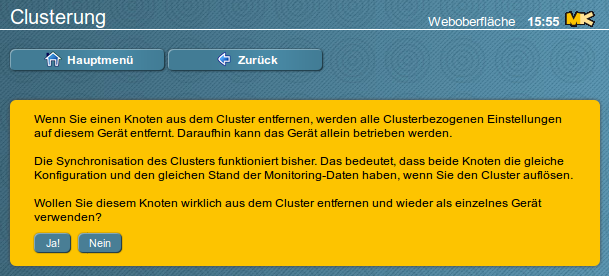 Clusterung
Weboberfläche 15:55 MK
Hauptmenü Zurück
Wenn Sie einen Knoten aus dem Cluster entfernen, werden alle Clusterbezogenen Einstellungen
auf diesem Gerät entfernt. Daraufhin kann das Gerät allein betrieben werden.
Die Synchronisation des Clusters funktioniert bisher. Das bedeutet, dass beide Knoten die gleiche
Konfiguration und den gleichen Stand der Monitoring-Daten haben, wenn Sie den Cluster auflösen.
Wollen Sie diesem Knoten wirklich aus dem Cluster entfernen und wieder als einzelnes Gerät
verwenden?
Ja! Nein